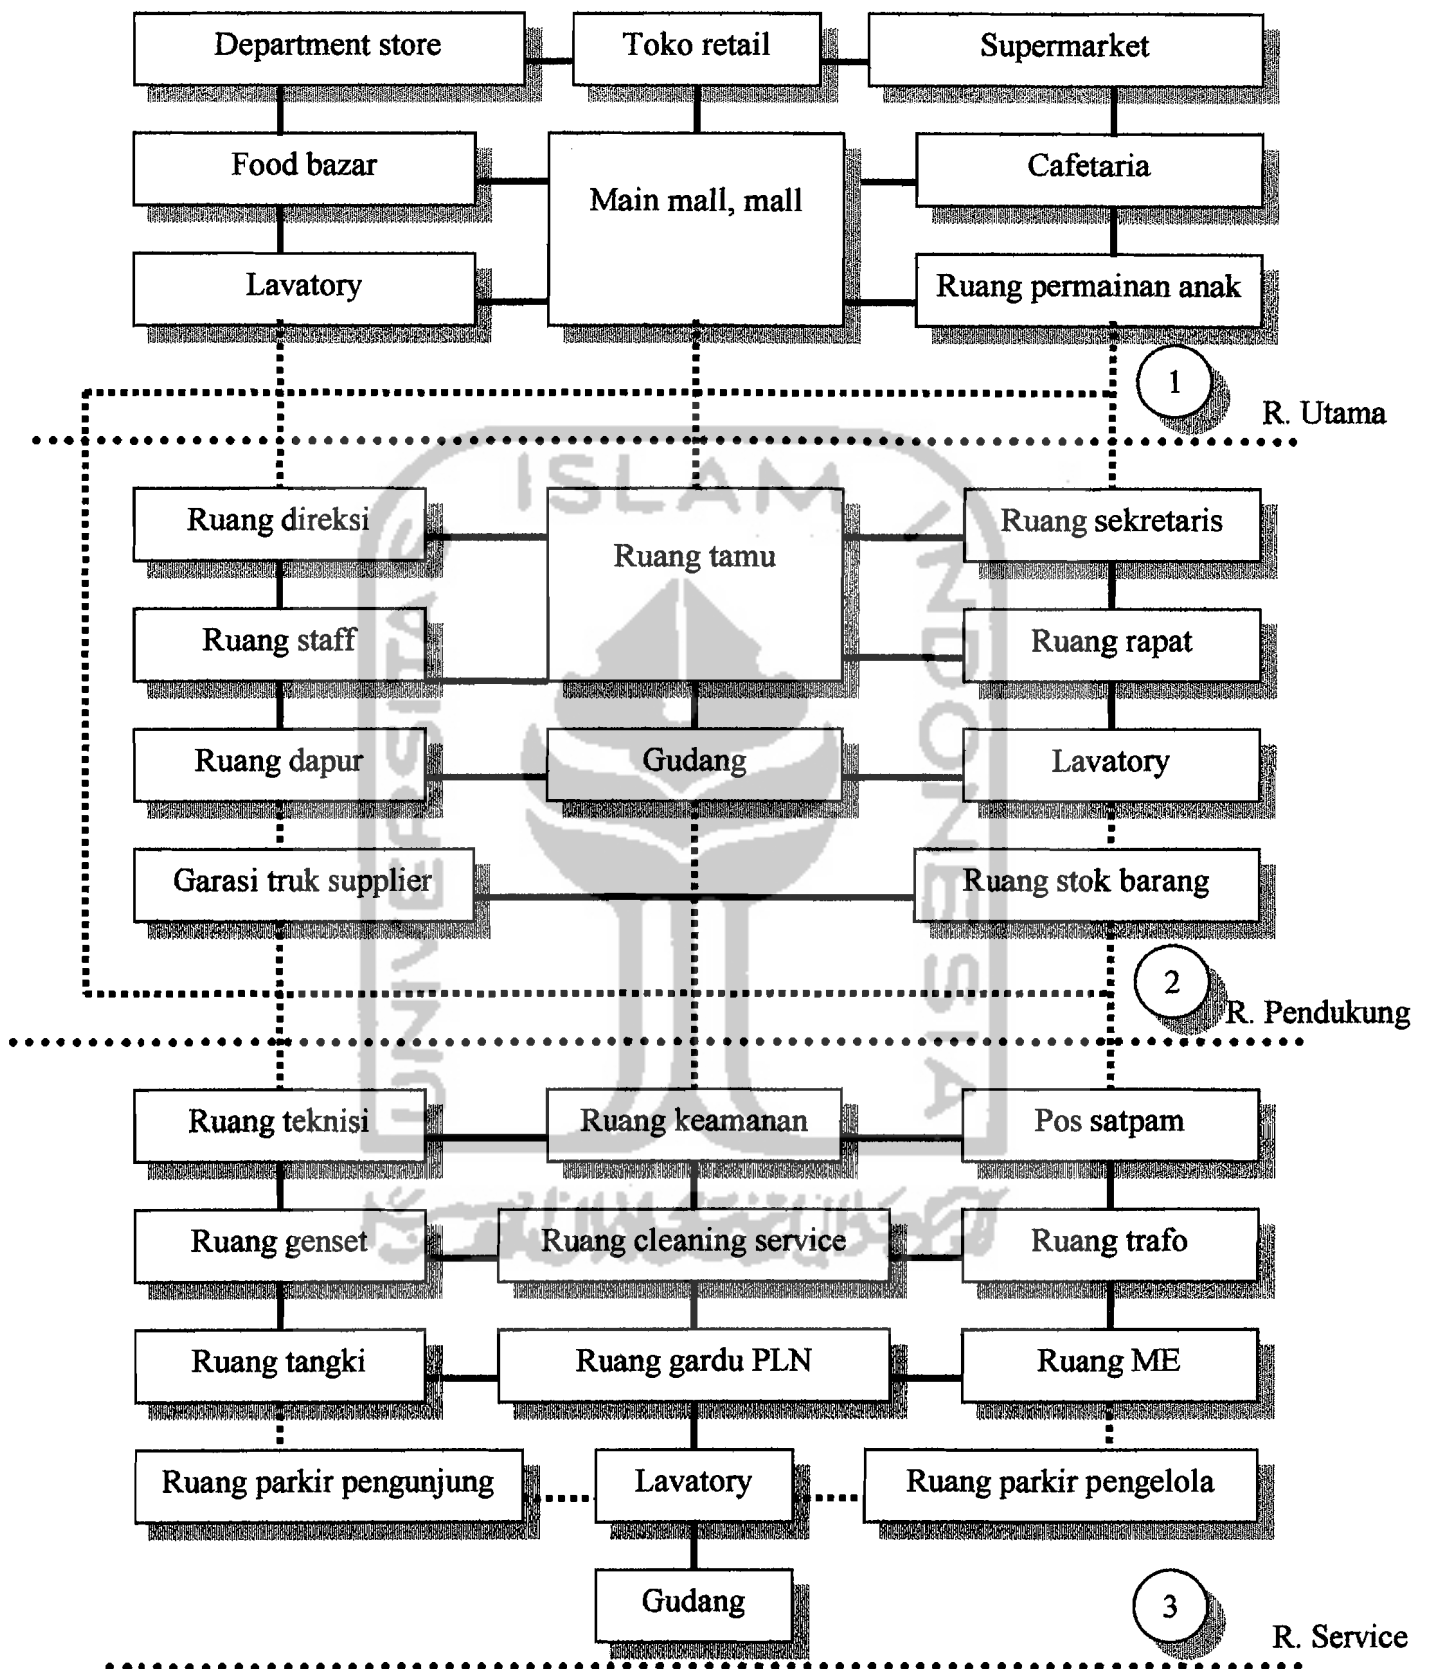 Department store
Toko retail
Supermarket
Food bazar
Main mall, mall
Cafetaria
Lavatory
Ruang permainan anak
1
R. Utama
ISLAM
UNIVERSITAS
INDONESIA
Ruang direksi
Ruang tamu
Ruang sekretaris
Ruang staff
Ruang rapat
Ruang dapur
Gudang
Lavatory
Garasi truk supplier
Ruang stok barang
2
R. Pendukung
Ruang teknisi
Ruang keamanan
Pos satpam
Ruang genset
Ruang cleaning service
Ruang trafo
Ruang tangki
Ruang gardu PLN
Ruang ME
Ruang parkir pengunjung
Lavatory
Ruang parkir pengelola
Gudang
3
R. Service